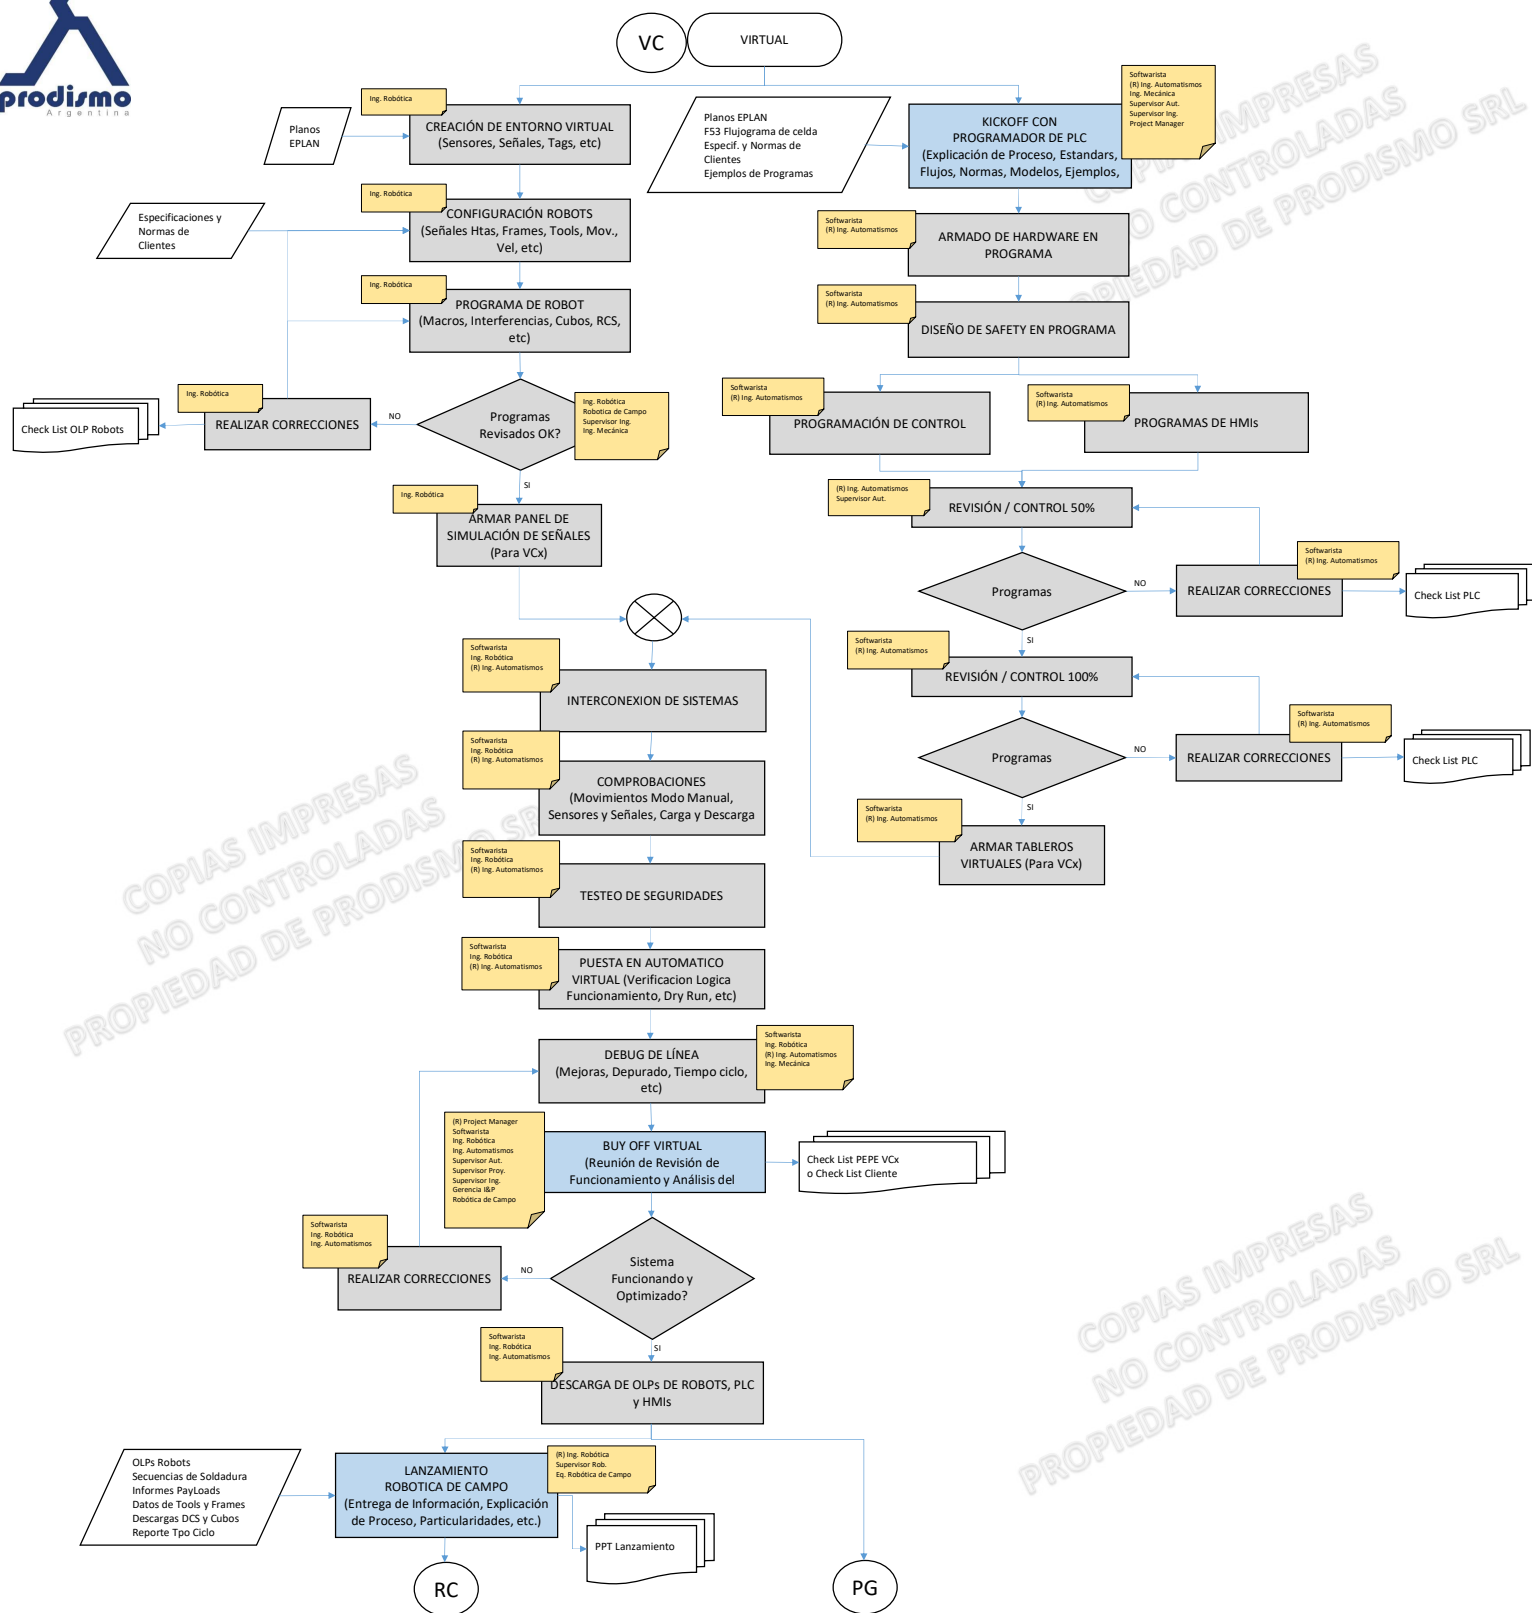 prodismo
Argentina
VC
VIRTUAL
Ing. Robótica
Planos
EPLAN
CREACIÓN DE ENTORNO VIRTUAL
(Sensores, Señales, Tags, etc)
Planos EPLAN
F53 Flujograma de celda
Especif. y Normas de
Clientes
Ejemplos de Programas
Softwarista
(R) Ing. Automatismos
Ing. Mecánica
Supervisor Aut.
Supervisor Ing.
Project Manager
KICKOFF CON
PROGRAMADOR DE PLC
(Explicación de Proceso, Estandars,
Flujos, Normas, Modelos, Ejemplos,
COPIAS IMPRESAS
NO CONTROLADAS
PROPIEDAD DE PRODISMO SRL
Ing. Robótica
Especificaciones y
Normas de
Clientes
CONFIGURACIÓN ROBOTS
(Señales Htas, Frames, Tools, Mov.,
Vel, etc)
Softwarista
(R) Ing. Automatismos
ARMADO DE HARDWARE EN
PROGRAMA
Ing. Robótica
PROGRAMA DE ROBOT
(Macros, Interferencias, Cubos, RCS,
etc)
Softwarista
(R) Ing. Automatismos
DISEÑO DE SAFETY EN PROGRAMA
Ing. Robótica
Check List OLP Robots
REALIZAR CORRECCIONES
NO
Programas
Revisados OK?
Ing. Robótica
Robotica de Campo
Supervisor Ing.
Ing. Mecánica
SI
Softwarista
(R) Ing. Automatismos
PROGRAMACIÓN DE CONTROL
Softwarista
(R) Ing. Automatismos
PROGRAMAS DE HMIs
Ing. Robótica
ARMAR PANEL DE
SIMULACIÓN DE SEÑALES
(Para VCx)
(R) Ing. Automatismos
Supervisor Aut.
REVISIÓN / CONTROL 50%
Programas
NO
Softwarista
(R) Ing. Automatismos
REALIZAR CORRECCIONES
Check List PLC
SI
Softwarista
(R) Ing. Automatismos
REVISIÓN / CONTROL 100%
Programas
NO
Softwarista
(R) Ing. Automatismos
REALIZAR CORRECCIONES
Check List PLC
SI
Softwarista
(R) Ing. Automatismos
ARMAR TABLEROS
VIRTUALES (Para VCx)
Softwarista
Ing. Robótica
(R) Ing. Automatismos
INTERCONEXION DE SISTEMAS
Softwarista
Ing. Robótica
(R) Ing. Automatismos
COMPROBACIONES
(Movimientos Modo Manual,
Sensores y Señales, Carga y Descarga
COPIAS IMPRESAS
NO CONTROLADAS
PROPIEDAD DE PRODISMO SR
Softwarista
Ing. Robótica
(R) Ing. Automatismos
TESTEO DE SEGURIDADES
Softwarista
Ing. Robótica
(R) Ing. Automatismos
PUESTA EN AUTOMATICO
VIRTUAL (Verificacion Logica
Funcionamiento, Dry Run, etc)
DEBUG DE LÍNEA
(Mejoras, Depurado, Tiempo ciclo,
etc)
Softwarista
Ing. Robótica
(R) Ing. Automatismos
Ing. Mecánica
(R) Project Manager
Softwarista
Ing. Robótica
Ing. Automatismos
Supervisor Aut.
Supervisor Proy.
Supervisor Ing.
Gerencia I&P
Robótica de Campo
BUY OFF VIRTUAL
(Reunión de Revisión de
Funcionamiento y Análisis del
Check List PEPE VCx
o Check List Cliente
Softwarista
Ing. Robótica
Ing. Automatismos
REALIZAR CORRECCIONES
NO
Sistema
Funcionando y
Optimizado?
SI
COPIAS IMPRESAS
NO CONTROLADAS
PROPIEDAD DE PRODISMO SRL
Softwarista
Ing. Robótica
Ing. Automatismos
DESCARGA DE OLPs DE ROBOTS, PLC
y HMIs
OLPs Robots
Secuencias de Soldadura
Informes PayLoads
Datos de Tools y Frames
Descargas DCS y Cubos
Reporte Tpo Ciclo
LANZAMIENTO
ROBOTICA DE CAMPO
(Entrega de Información, Explicación
de Proceso, Particularidades, etc.)
(R) Ing. Robótica
Supervisor Rob.
Eq. Robótica de Campo
PPT Lanzamiento
RC
PG